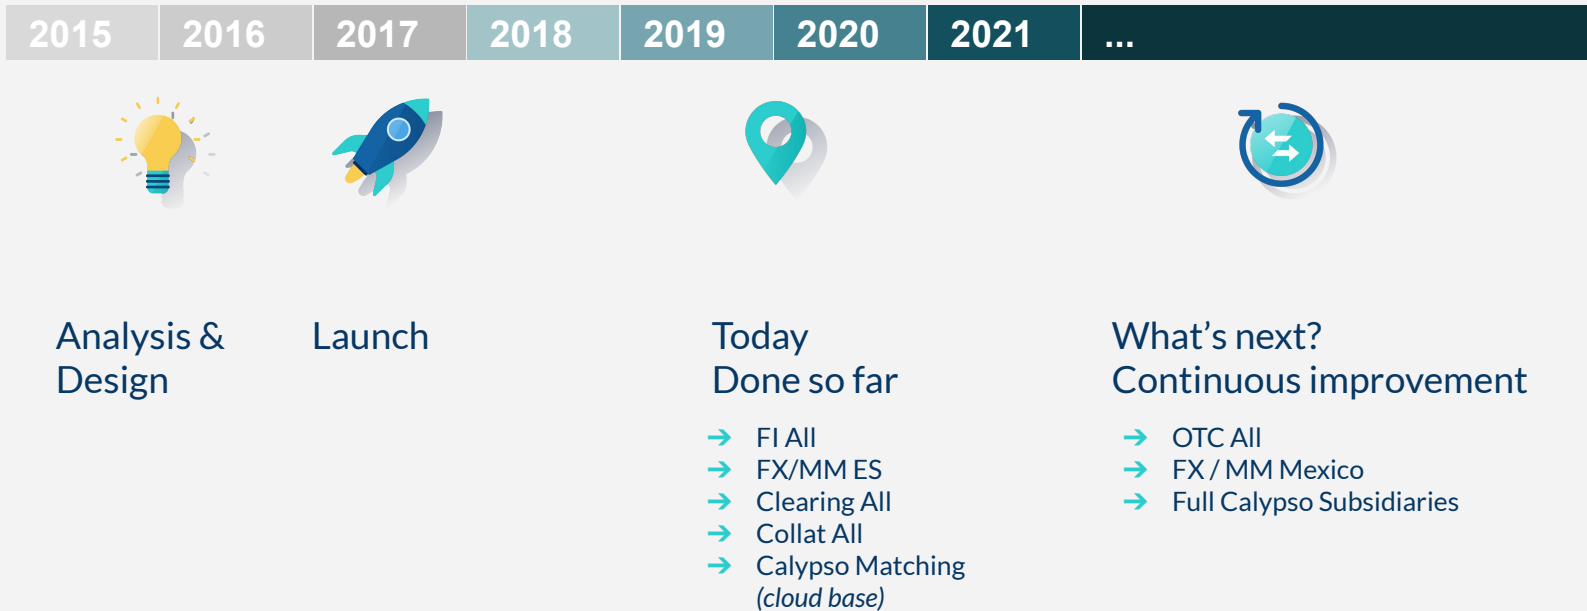 2015 2016 2017 2018 2019 2020 2021 ...
Analysis &
Design
Launch
Today
Done so far
➔ FI All
➔ FX/MM ES
➔ Clearing All
➔ Collat All
➔ Calypso Matching
(cloud base)
What's next?
Continuous improvement
➔ OTC All
➔ FX / MM Mexico
➔ Full Calypso Subsidiaries